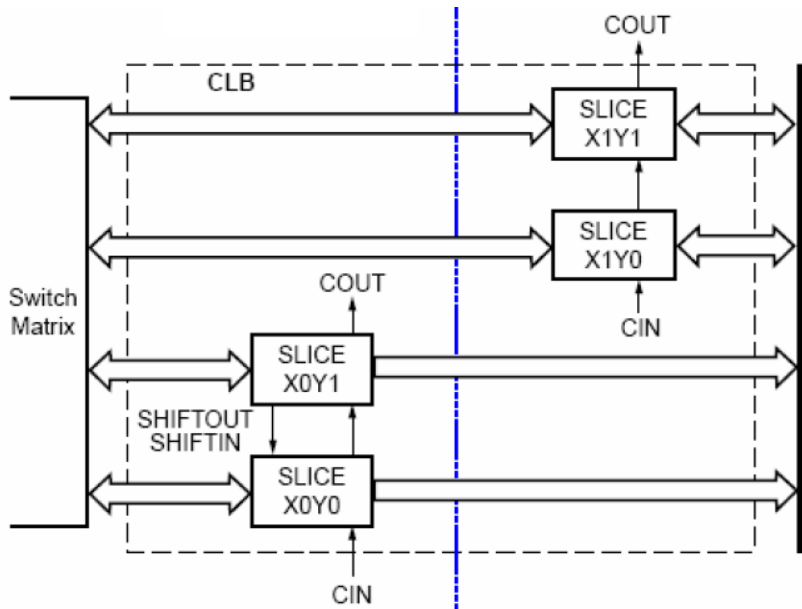 COUT
CLB
SLICE
X1Y1
SLICE
X1Y0
Switch
Matrix
COUT
CIN
SLICE
X0Y1
SHIFTOUT
SHIFTIN
SLICE
X0Y0
CIN